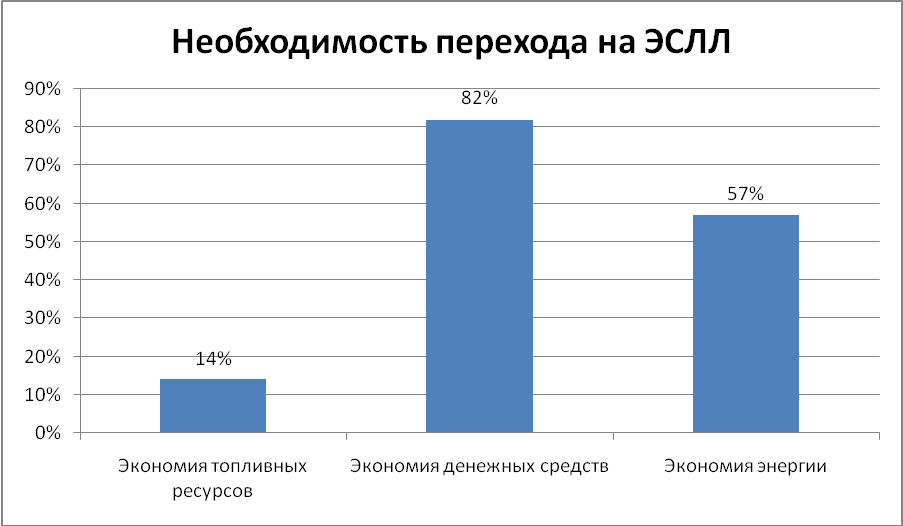 Необходимость перехода на ЭСЛЛ
90%
80%
70%
60%
50%
40%
30%
20%
10%
0%
14%
82%
57%
Экономия топливных
ресурсов
Экономия денежных средств
Экономия энергии